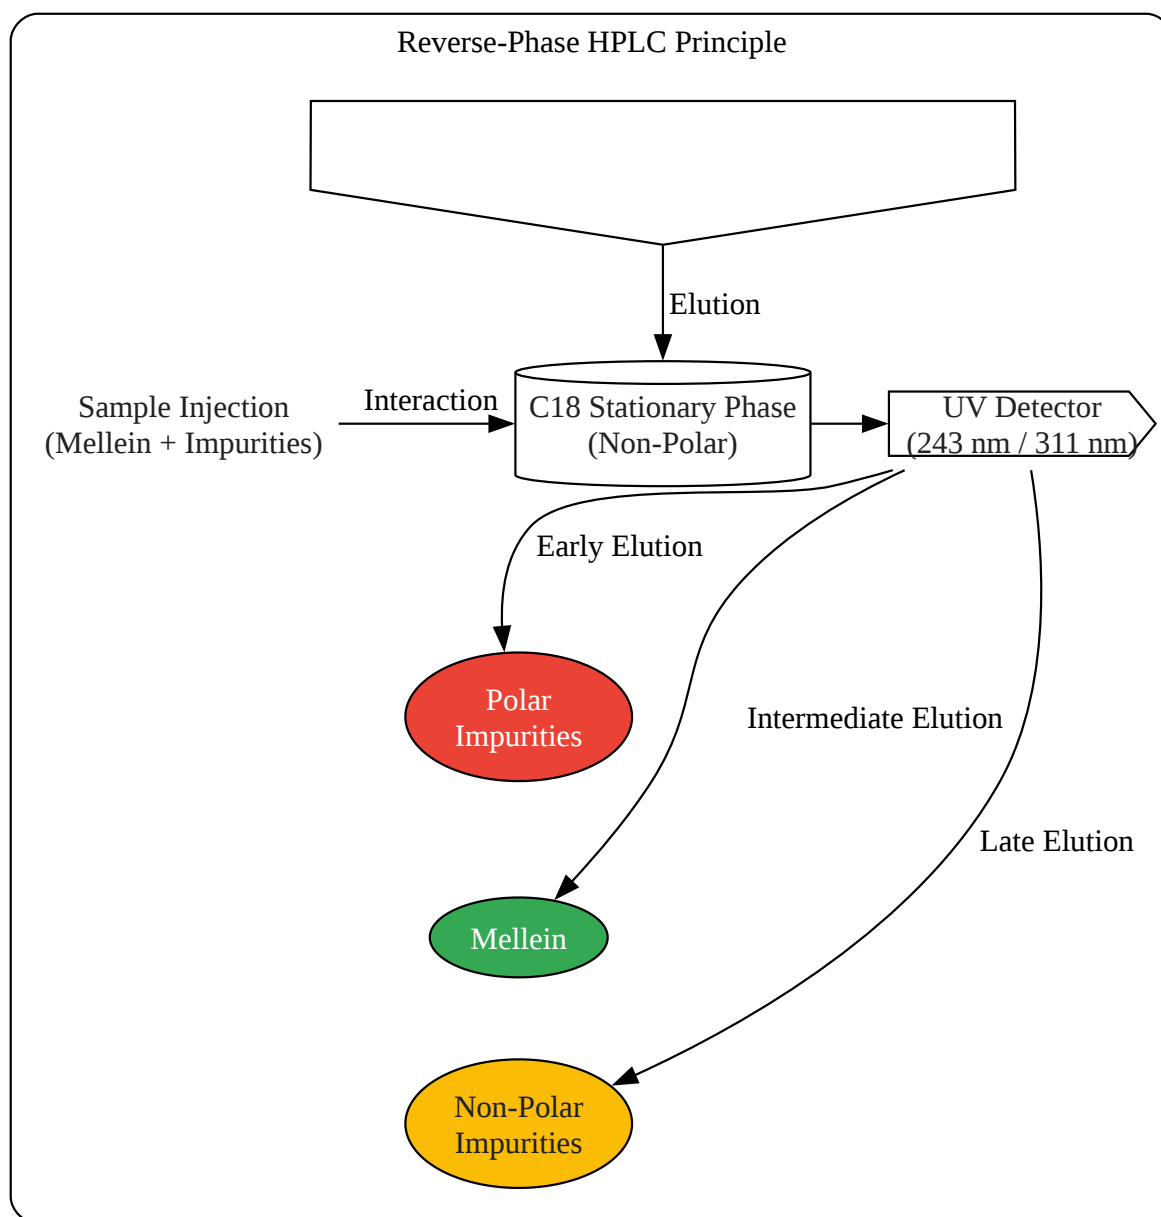 Reverse-Phase HPLC Principle
Elution
Interaction
Sample Injection
(Mellein + Impurities)
C18 Stationary Phase
(Non-Polar)
UV Detector
(243 nm / 311 nm)
Early Elution
Polar
Impurities
Intermediate Elution
Late Elution
Mellein
Non-Polar
Impurities